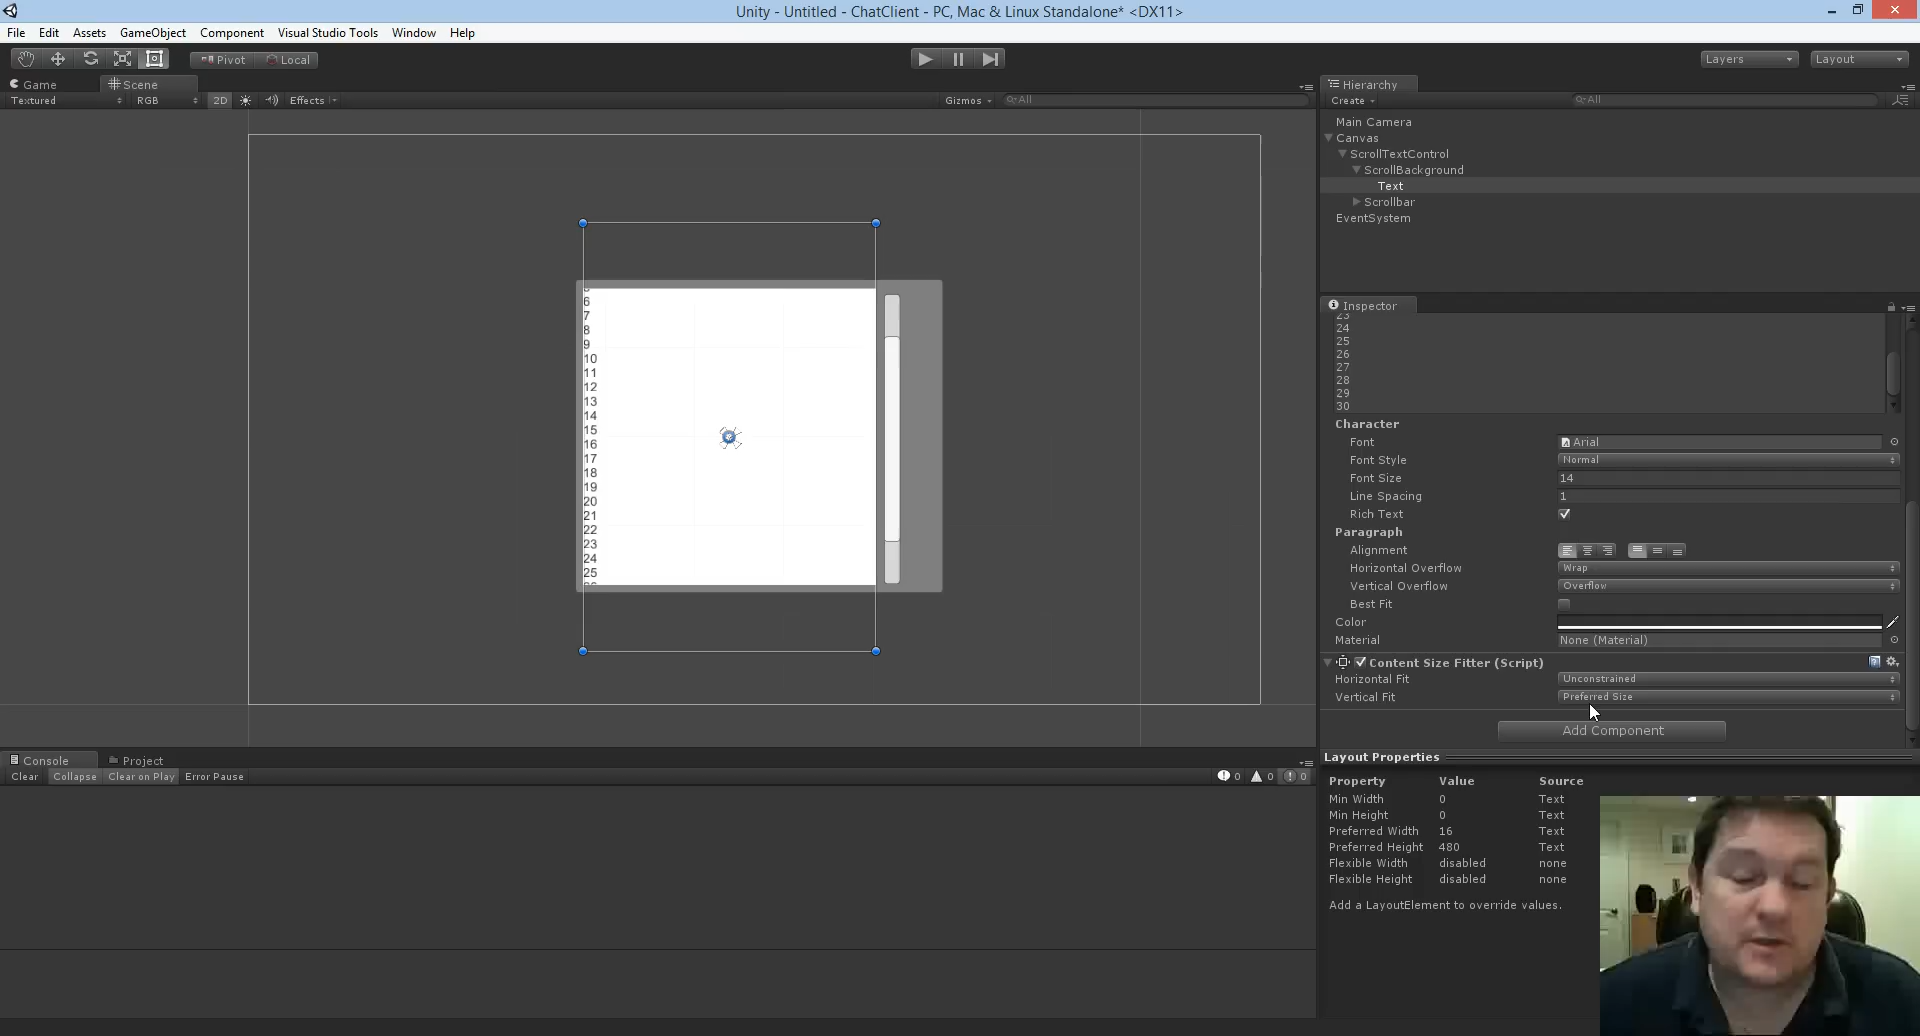 Unity - Untitled - ChatClient - PC, Mac & Linux Standalone* <DX11>
File Edit Assets GameObject Component Visual Studio Tools Window Help
Pivot Local Layers Layout
Game Scene
Textured RGB 2D Effects Gizmos All
6
7
8
9
10
11
12
13
14
15
16
17
18
19
20
21
22
23
24
25
Console Project
Clear Collapse Clear on Play Error Pause 0 0 0
Hierarchy
Create All
Main Camera
Canvas
ScrollTextControl
ScrollBackground
Text
Scrollbar
EventSystem
Inspector
23
24
25
26
27
28
29
30
Character
Font Arial
Font Style Normal
Font Size 14
Line Spacing 1
Rich Text
Paragraph
Alignment
Horizontal Overflow Wrap
Vertical Overflow Overflow
Best Fit
Color
Material None (Material)
Content Size Fitter (Script)
Horizontal Fit Unconstrained
Vertical Fit Preferred Size
Add Component
Layout Properties
Property Value Source
Min Width 0 Text
Min Height 0 Text
Preferred Width 16 Text
Preferred Height 480 Text
Flexible Width disabled none
Flexible Height disabled none
Add a LayoutElement to override values.